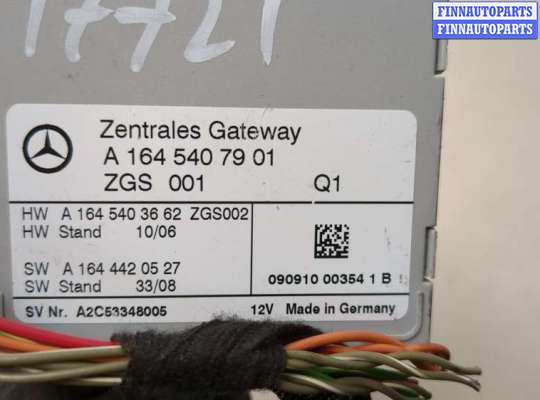 FINNAUTOPARTS
FINNAUTOPARTS
17721
Zentrales Gateway
A 164 540 79 01
ZGS 001 Q1
HW A 164 540 36 62 ZGS002
HW Stand 10/06
SW A 164 442 05 27
SW Stand 33/08
090910 00354 1 B
SV Nr. A2C53348005 12V Made in Germany